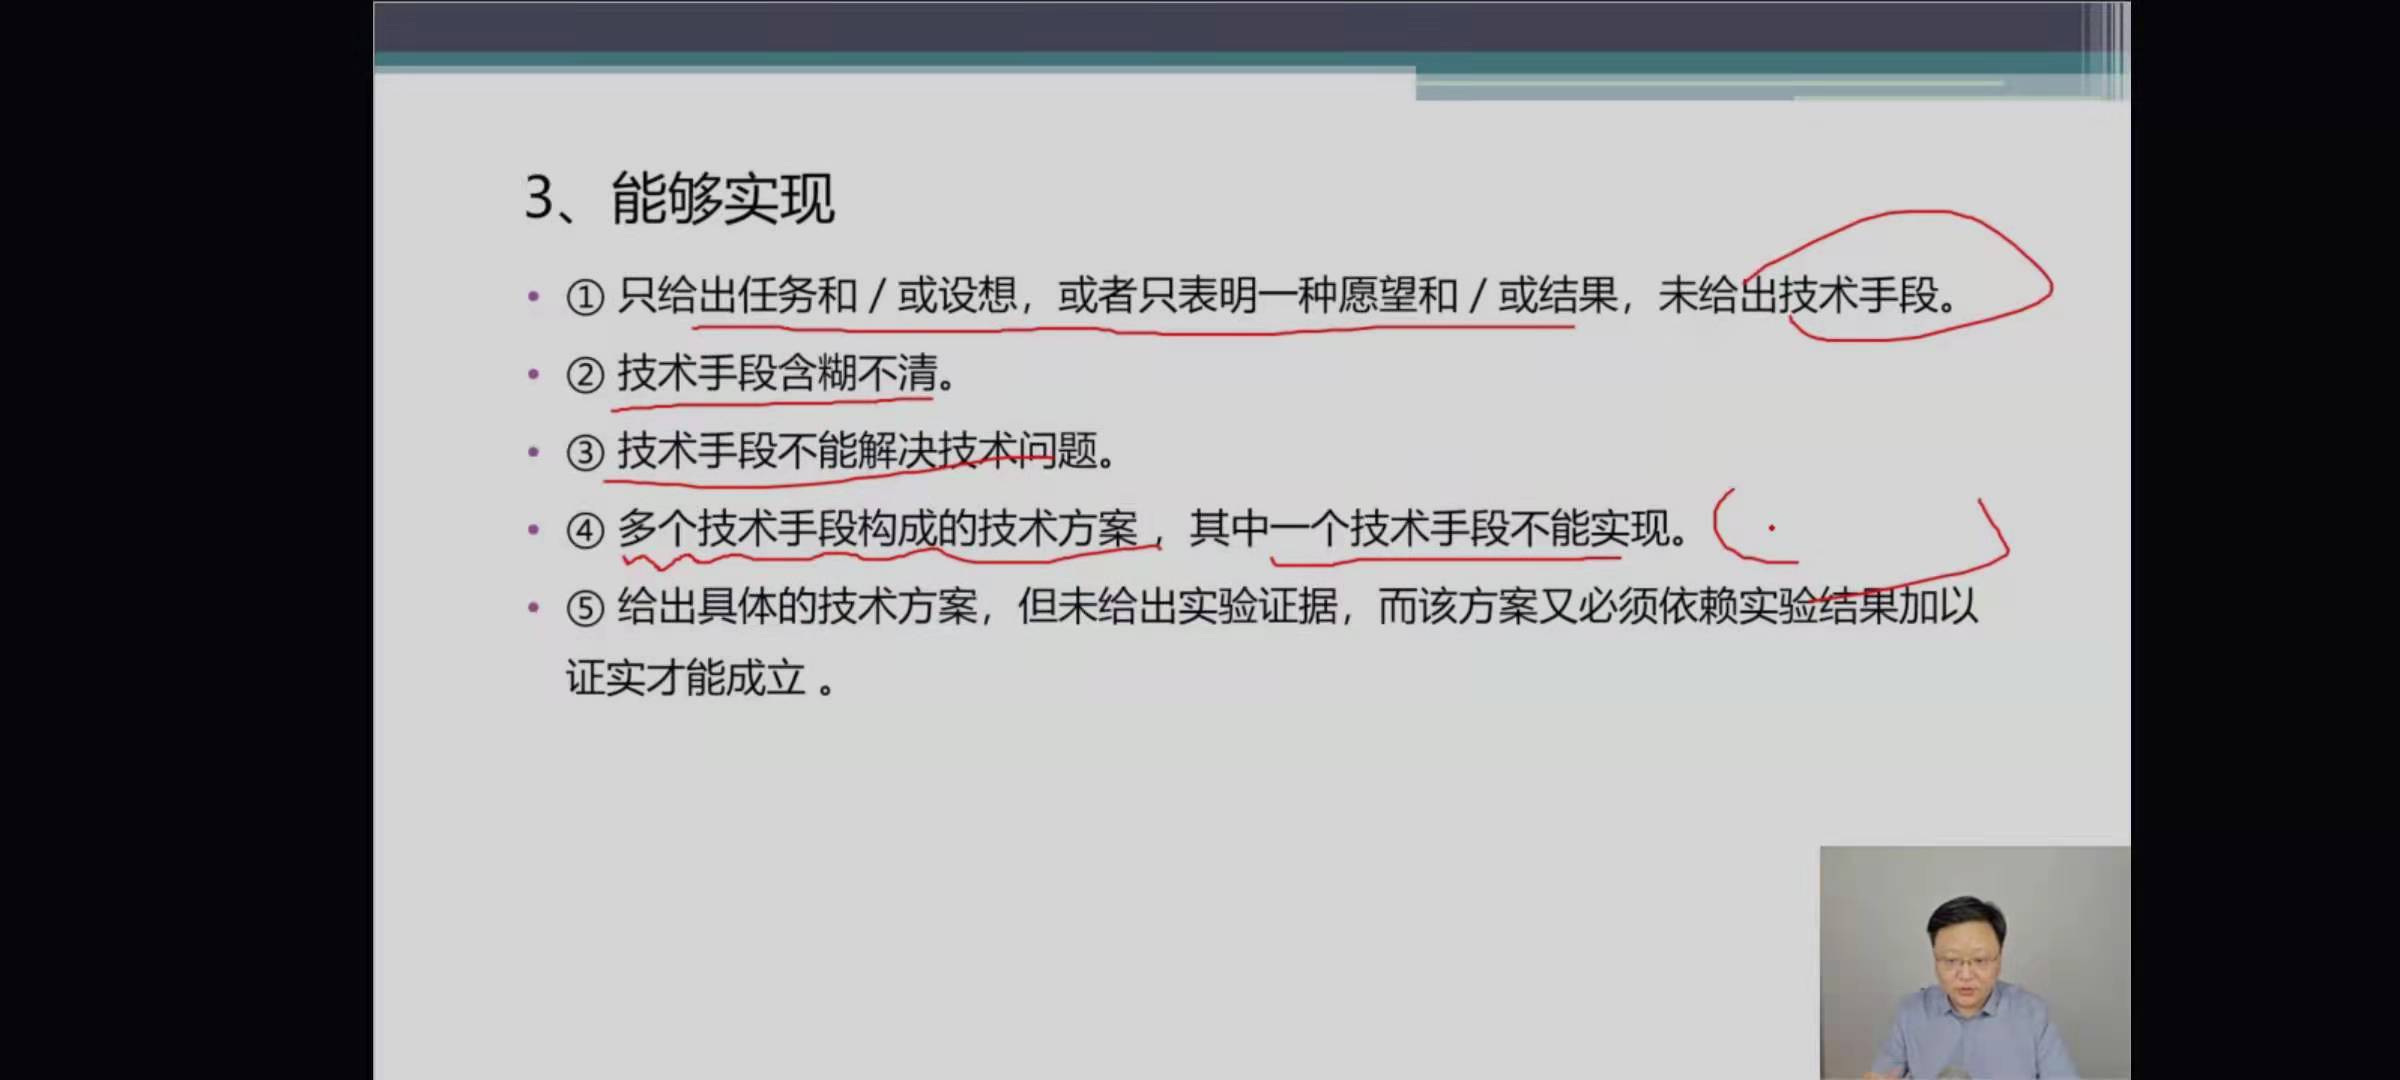 3、能够实现
• ① 只给出任务和 / 或设想，或者只表明一种愿望和 / 或结果，未给出技术手段。
• ② 技术手段含糊不清。
• ③ 技术手段不能解决技术问题。
• ④ 多个技术手段构成的技术方案 ，其中一个技术手段不能实现。
• ⑤ 给出具体的技术方案，但未给出实验证据，而该方案又必须依赖实验结果加以
证实才能成立 。